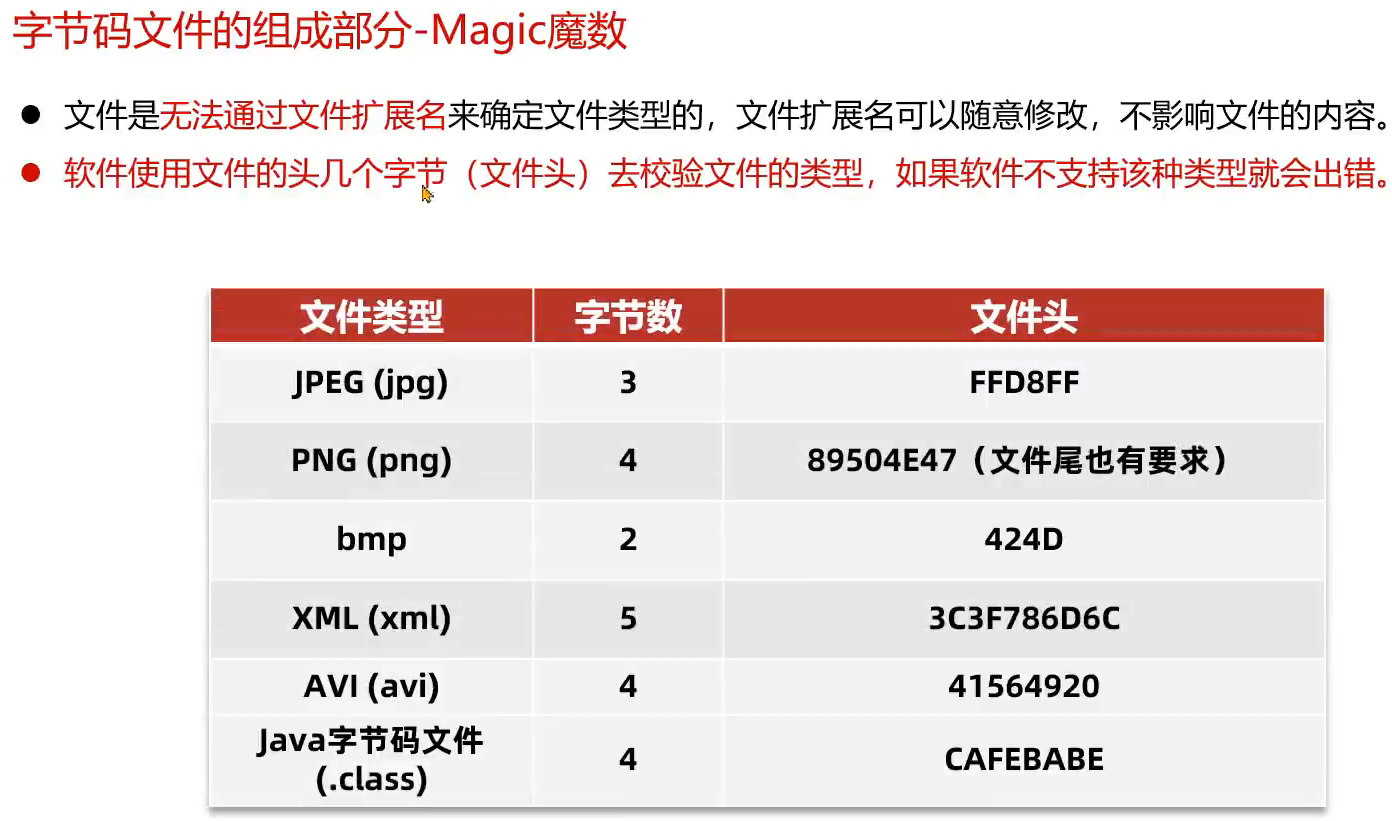 字节码文件的组成部分-Magic魔数
● 文件是无法通过文件扩展名来确定文件类型的，文件扩展名可以随意修改，不影响文件的内容。
● 软件使用文件的头几个字节（文件头）去校验文件的类型，如果软件不支持该种类型就会出错。
文件类型 字节数 文件头
JPEG (jpg) 3 FFD8FF
PNG (png) 4 89504E47（文件尾也有要求）
bmp 2 424D
XML (xml) 5 3C3F786D6C
AVI (avi) 4 41564920
Java字节码文件
(.class) 4 CAFEBABE